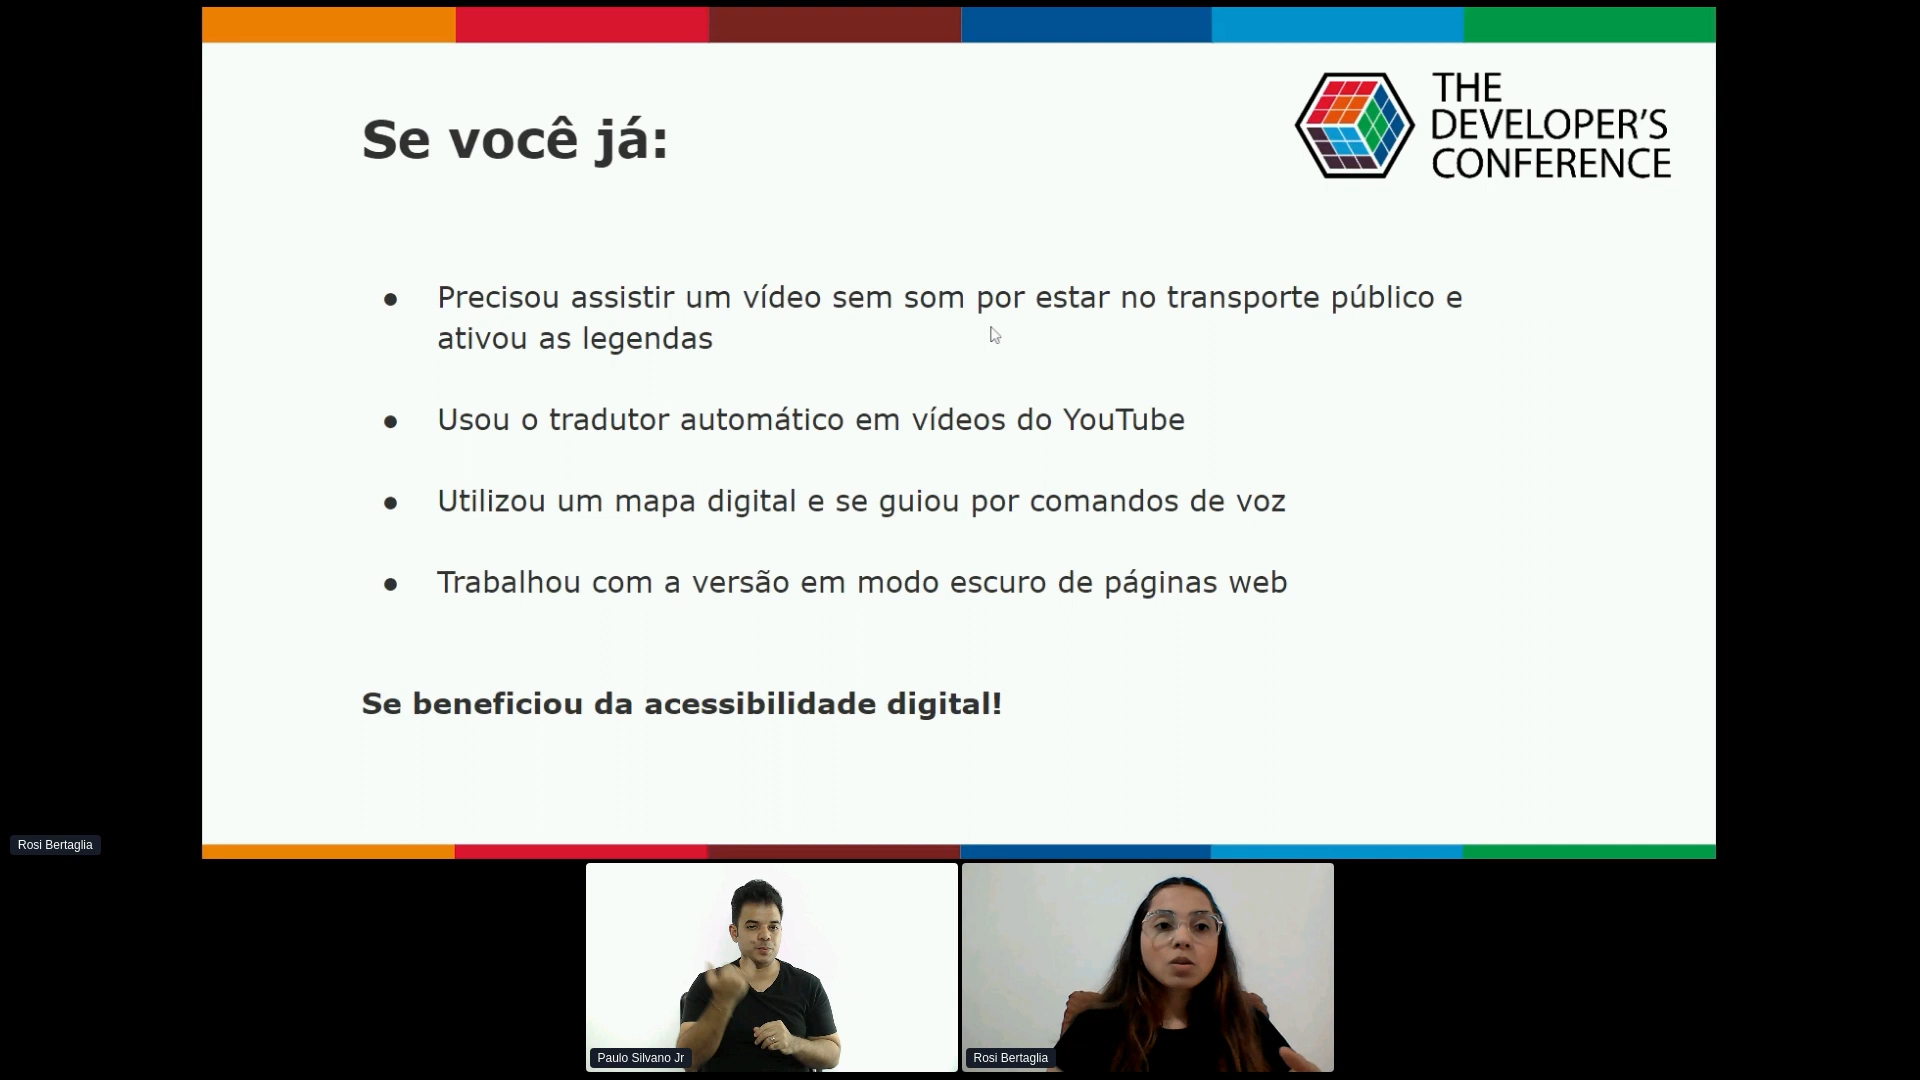 THE
DEVELOPER'S
CONFERENCE
Se você já:
● Precisou assistir um vídeo sem som por estar no transporte público e
ativou as legendas
● Usou o tradutor automático em vídeos do YouTube
● Utilizou um mapa digital e se guiou por comandos de voz
● Trabalhou com a versão em modo escuro de páginas web
Se beneficiou da acessibilidade digital!
Rosi Bertaglia
Paulo Silvano Jr
Rosi Bertaglia